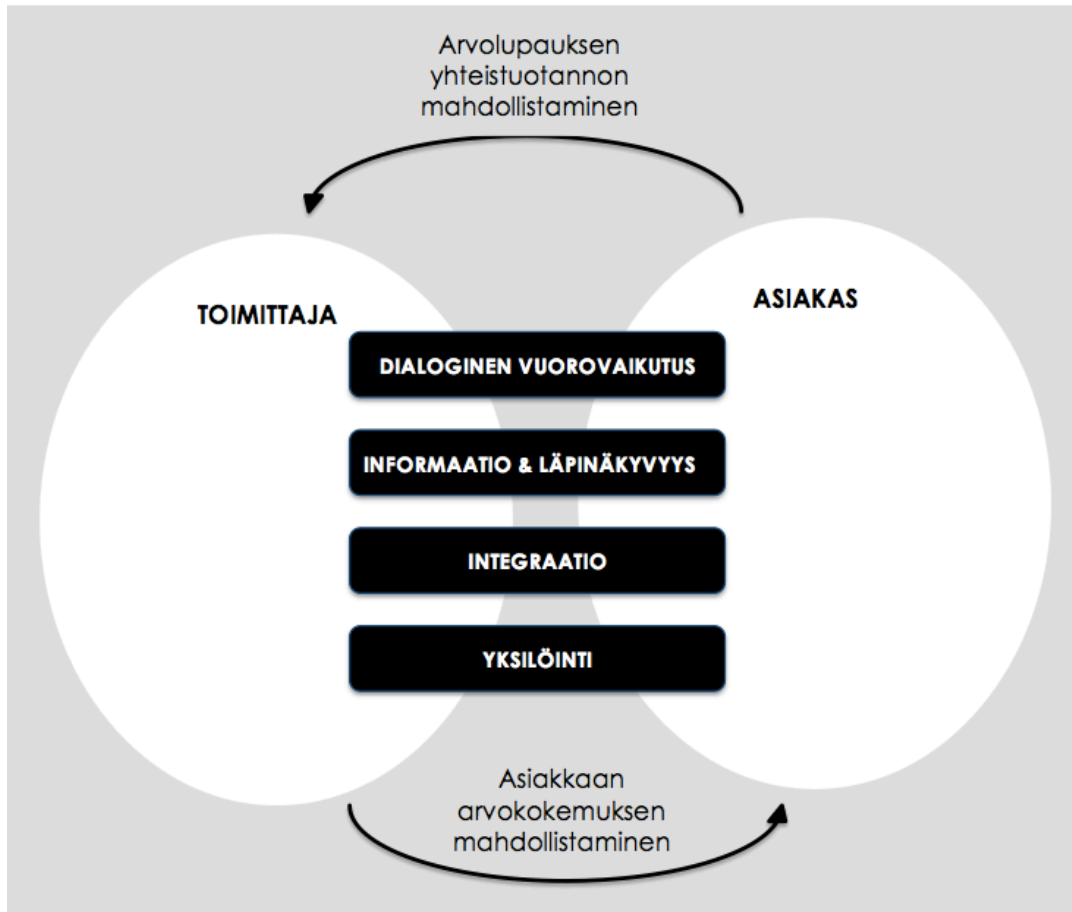 Arvolupauksen
yhteistuotannon
mahdollistaminen
TOIMITTAJA
ASIAKAS
DIALOGINEN VUOROVAIKUTUS
INFORMAATIO & LÄPINÄKYVYYS
INTEGRAATIO
YKSILÖINTI
Asiakkaan
arvokokemuksen
mahdollistaminen